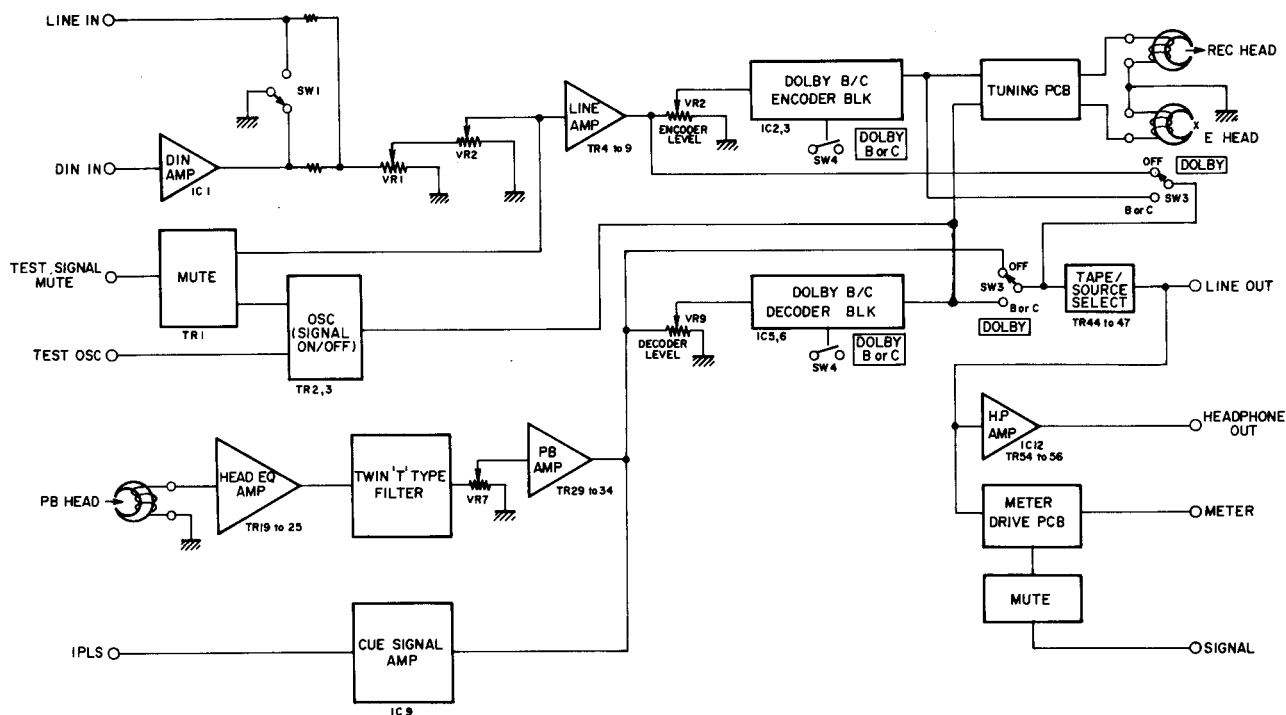 LINE IN
SW1
DIN IN
DIN
AMP
IC1
VR1
VR2
LINE
AMP
TR4 to 9
VR2
ENCODER
LEVEL
DOLBY B/C
ENCODER BLK
IC2,3
SW4
DOLBY
B or C
TUNING PCB
REC HEAD
X
E HEAD
OFF
DOLBY
SW3
B or C
TEST SIGNAL
MUTE
MUTE
TR1
TEST OSC
OSC
(SIGNAL
ON/OFF)
TR2,3
VR9
DECODER
LEVEL
DOLBY B/C
DECODER BLK
IC5,6
SW4
DOLBY
B or C
OFF
SW3
B or C
DOLBY
TAPE/
SOURCE
SELECT
TR44 to 47
LINE OUT
PB HEAD
HEAD EQ
AMP
TR19 to 25
TWIN 'T' TYPE
FILTER
VR7
PB
AMP
TR29 to 34
H.P
AMP
IC12
TR54 to 56
HEADPHONE
OUT
METER
DRIVE PCB
METER
MUTE
SIGNAL
IPLS
CUE SIGNAL
AMP
IC9